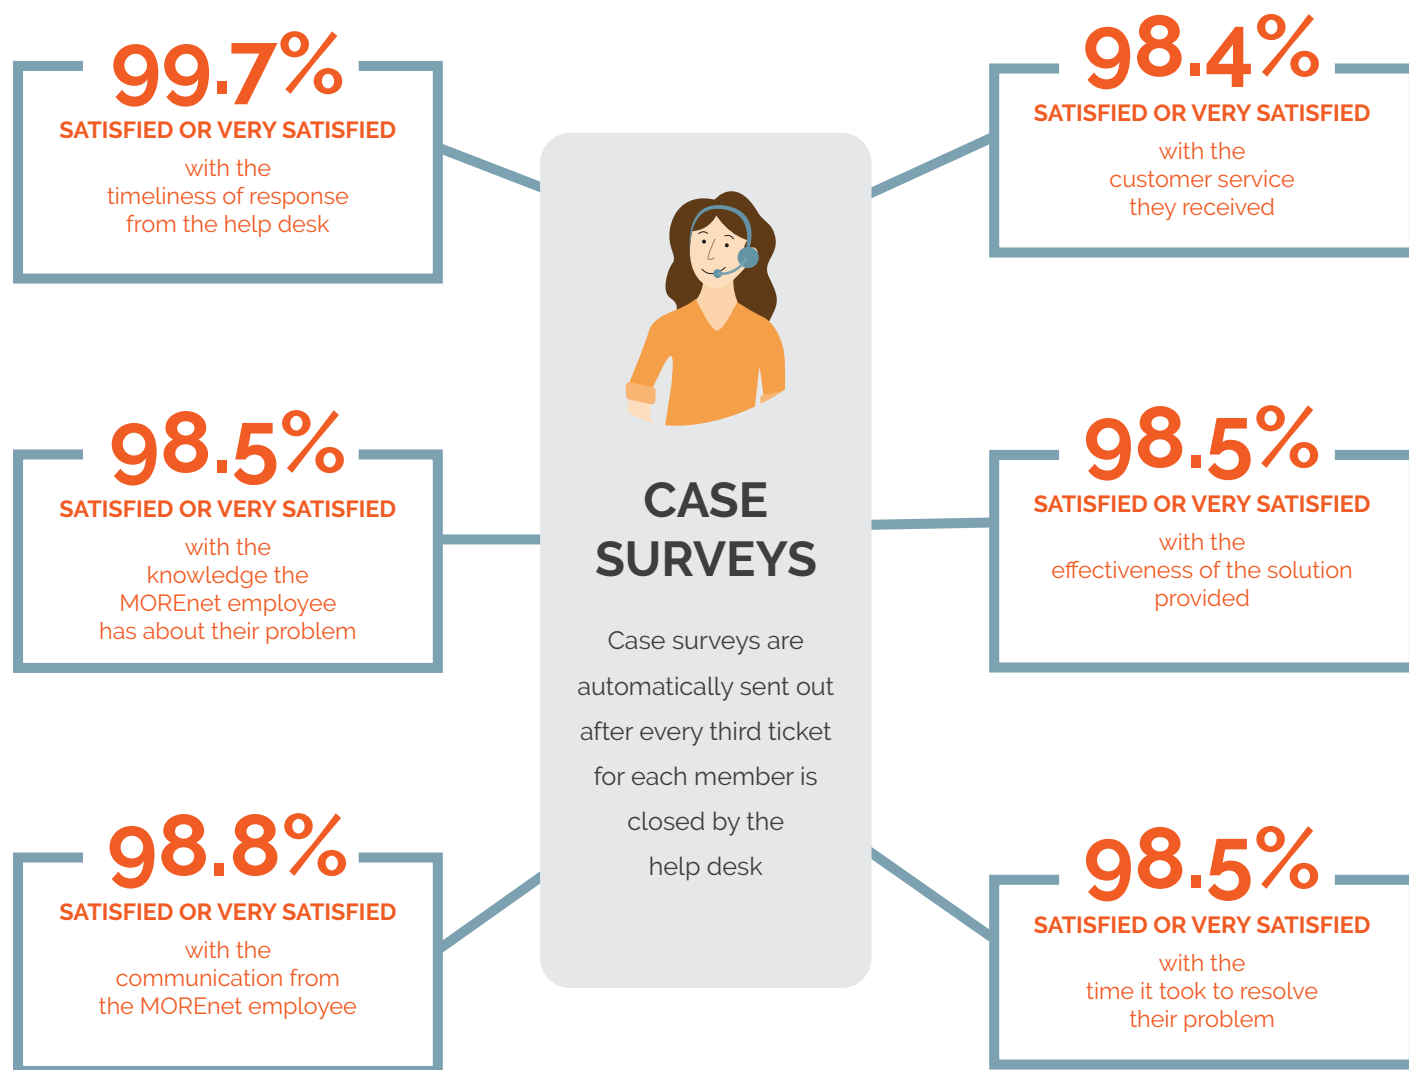 99.7%
SATISFIED OR VERY SATISFIED
with the
timeliness of response
from the help desk
98.5%
SATISFIED OR VERY SATISFIED
with the
knowledge the
MOREnet employee
has about their problem
98.8%
SATISFIED OR VERY SATISFIED
with the
communication from
the MOREnet employee
CASE
SURVEYS
Case surveys are
automatically sent out
after every third ticket
for each member is
closed by the
help desk
98.4%
SATISFIED OR VERY SATISFIED
with the
customer service
they received
98.5%
SATISFIED OR VERY SATISFIED
with the
effectiveness of the solution
provided
98.5%
SATISFIED OR VERY SATISFIED
with the
time it took to resolve
their problem